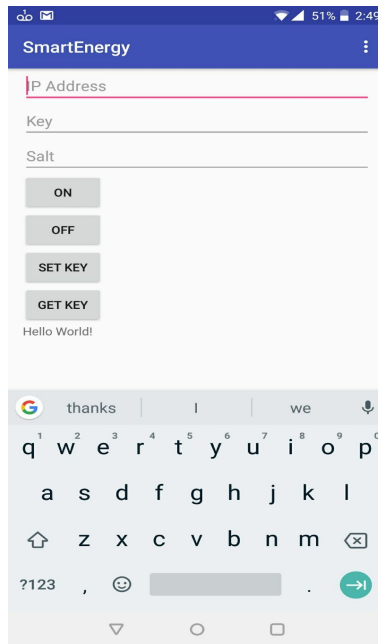 51% 2:49
SmartEnergy
IP Address
Key
Salt
ON
OFF
SET KEY
GET KEY
Hello World!
G thanks I we
1 2 3 4 5 6 7 8 9 0
q w e r t y u i o p
a s d f g h j k l
z x c v b n m
?123 , .